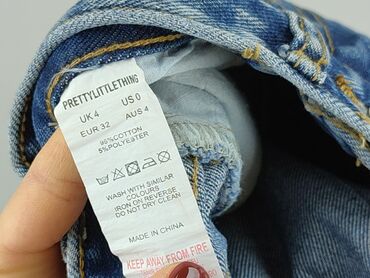 PRETTYLITTLETHING
UK 4 US 0
EUR 32 AUS 4
95%COTTON
5%POLYESTER
WASH WITH SIMILAR
COLOURS
IRON ON REVERSE
DO NOT DRY CLEAN
MADE IN CHINA
KEEP AWAY FROM FIRE